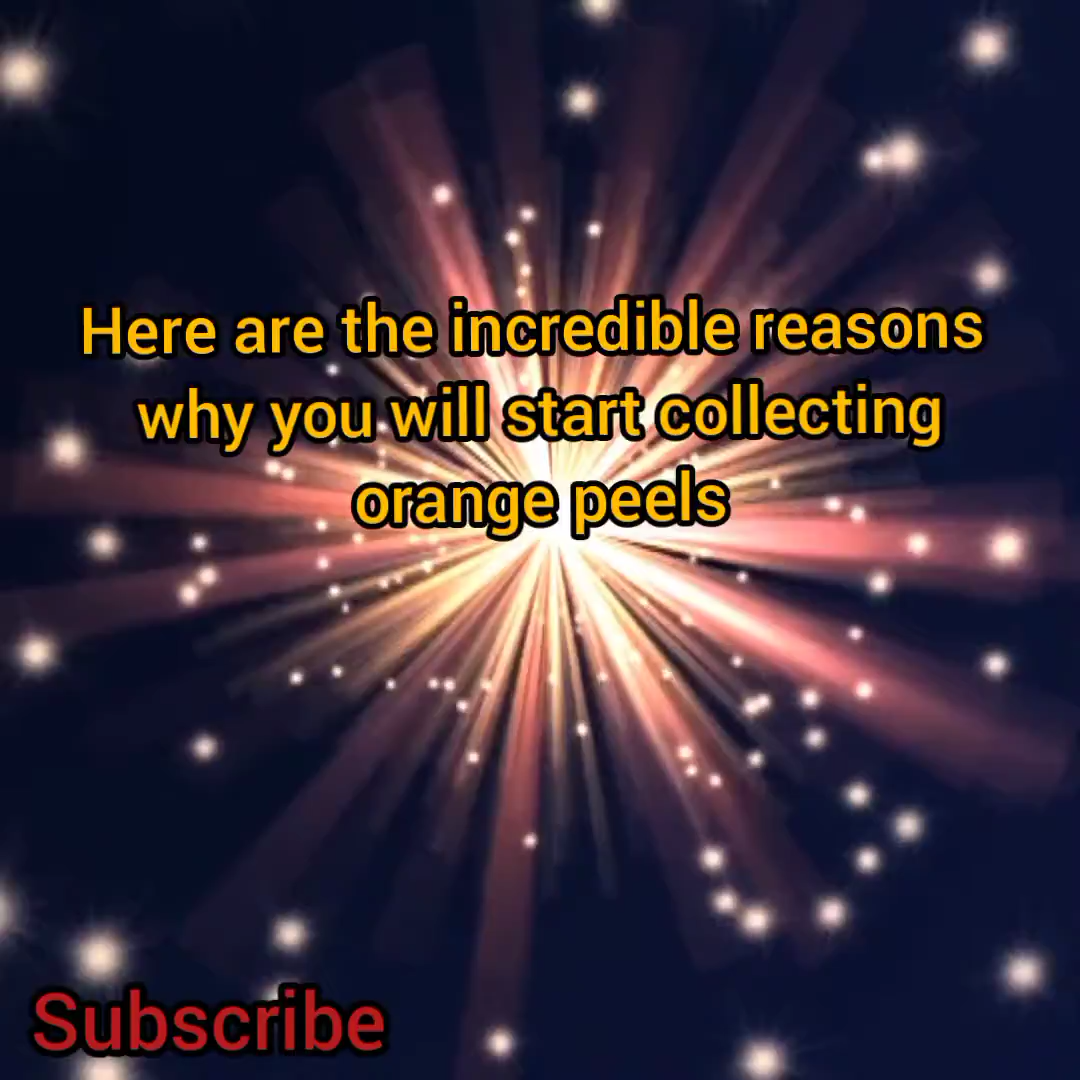 Here are the incredible reasons
why you will start collecting
orange peels
Subscribe